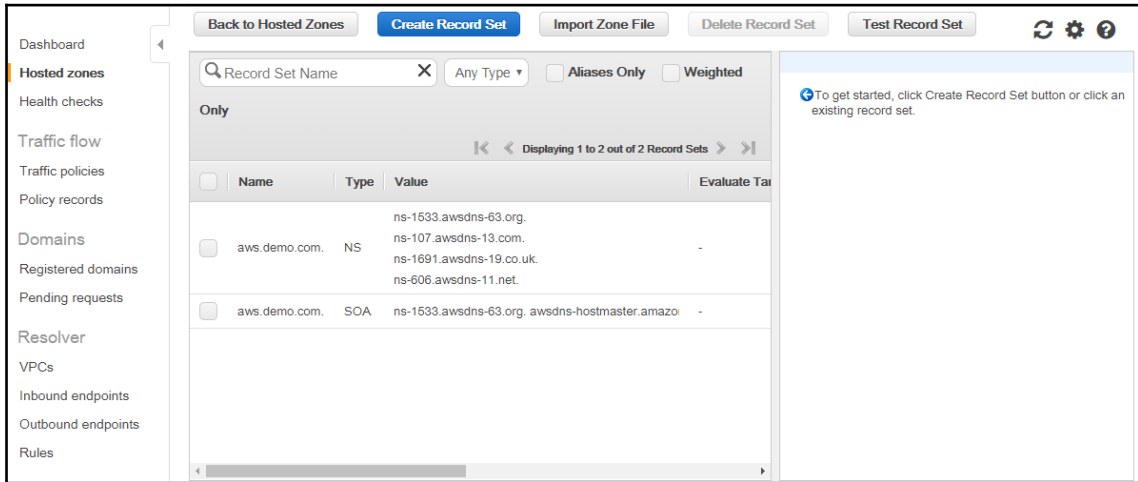 Dashboard
Hosted zones
Health checks
Traffic flow
Traffic policies
Policy records
Domains
Registered domains
Pending requests
Resolver
VPCs
Inbound endpoints
Outbound endpoints
Rules
Back to Hosted Zones Create Record Set Import Zone File Delete Record Set Test Record Set
Record Set Name Any Type Aliases Only Weighted
Only
Displaying 1 to 2 out of 2 Record Sets
Name Type Value Evaluate Tar
ns-1533.awsdns-63.org.
ns-107.awsdns-13.com.
aws.demo.com. NS -
ns-1691.awsdns-19.co.uk.
ns-606.awsdns-11.net.
aws.demo.com. SOA ns-1533.awsdns-63.org. awsdns-hostmaster.amazo -
To get started, click Create Record Set button or click an
existing record set.